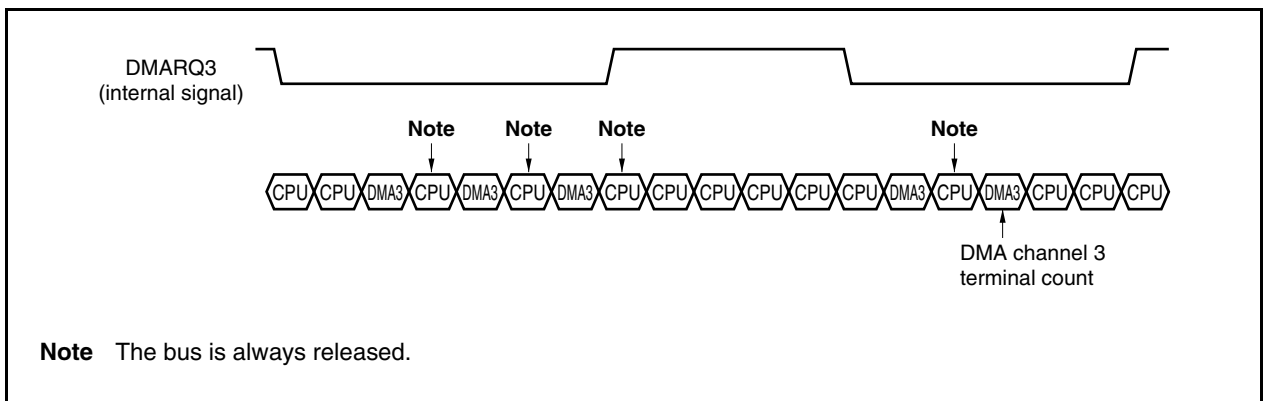 DMARQ3
(internal signal)
Note Note Note Note
CPU CPU DMA3 CPU DMA3 CPU DMA3 CPU CPU CPU CPU CPU CPU DMA3 CPU DMA3 CPU CPU CPU
DMA channel 3
terminal count
Note The bus is always released.